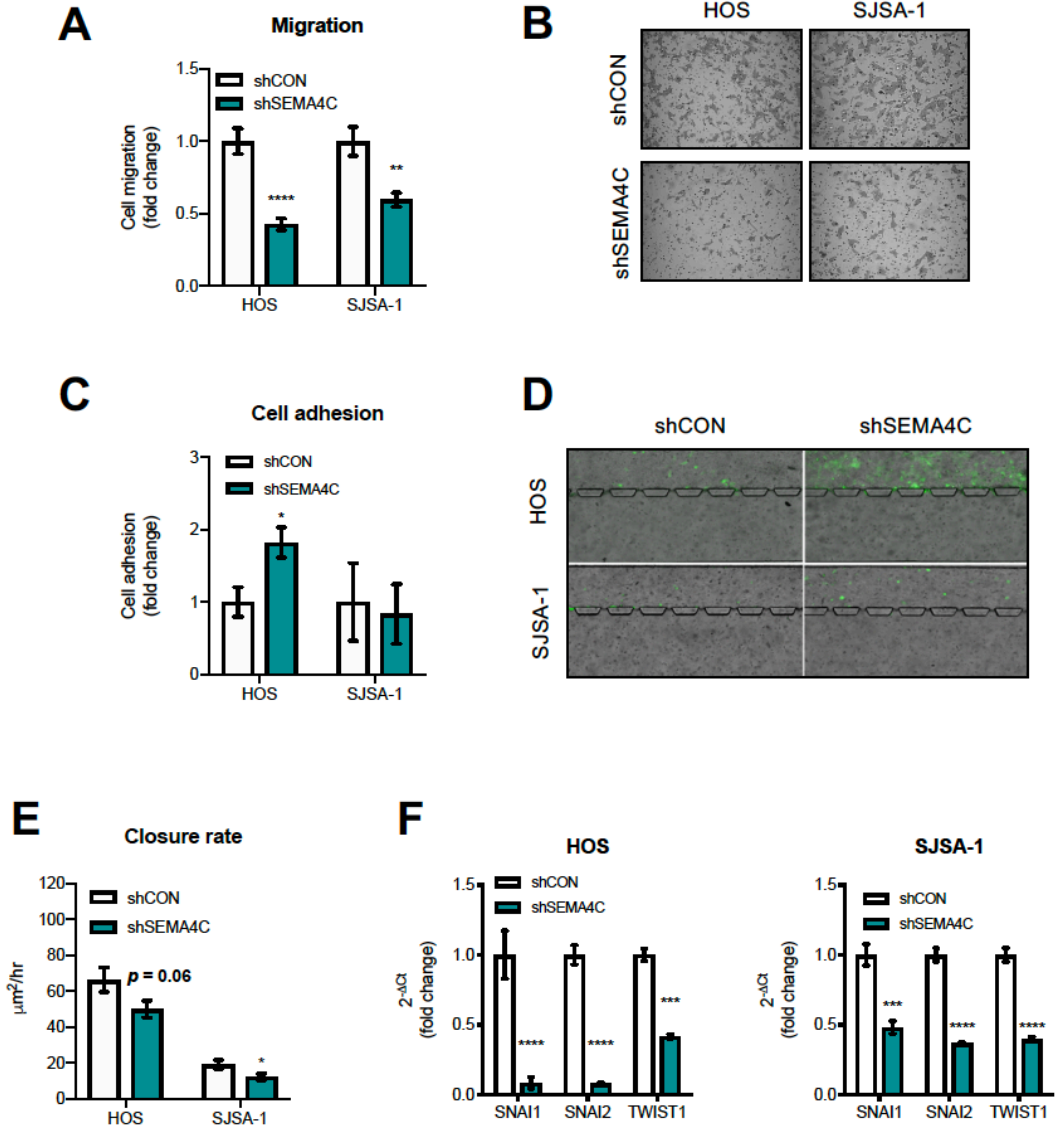 A
Migration
shCON
shSEMA4C
1.5
1.0
0.5
0.0
Cell migration
(fold change)
****
**
HOS
SJSA-1
B
HOS
SJSA-1
shCON
shSEMA4C
C
Cell adhesion
shCON
shSEMA4C
3
2
1
0
Cell adhesion
(fold change)
*
HOS
SJSA-1
D
shCON
shSEMA4C
HOS
SJSA-1
E
Closure rate
shCON
shSEMA4C
120
100
80
60
40
20
0
μm²/hr
p = 0.06
*
HOS
SJSA-1
F
HOS
shCON
shSEMA4C
1.5
1.0
0.5
0.0
2^-ΔCt
(fold change)
****
****
***
SNAI1
SNAI2
TWIST1
SJSA-1
shCON
shSEMA4C
1.5
1.0
0.5
0.0
2^-ΔCt
(fold change)
***
****
****
SNAI1
SNAI2
TWIST1